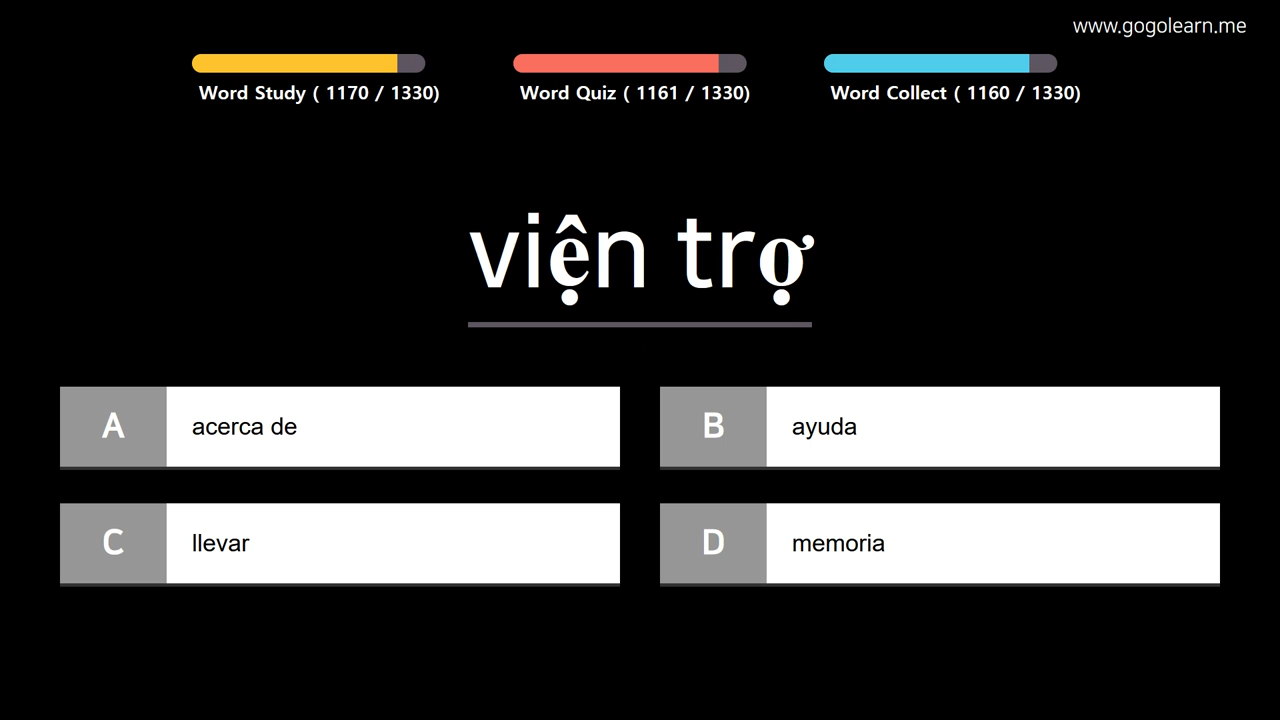 www.gogolearn.me
Word Study ( 1170 / 1330)
Word Quiz ( 1161 / 1330)
Word Collect ( 1160 / 1330)
viện trợ
A acerca de
B ayuda
C llevar
D memoria